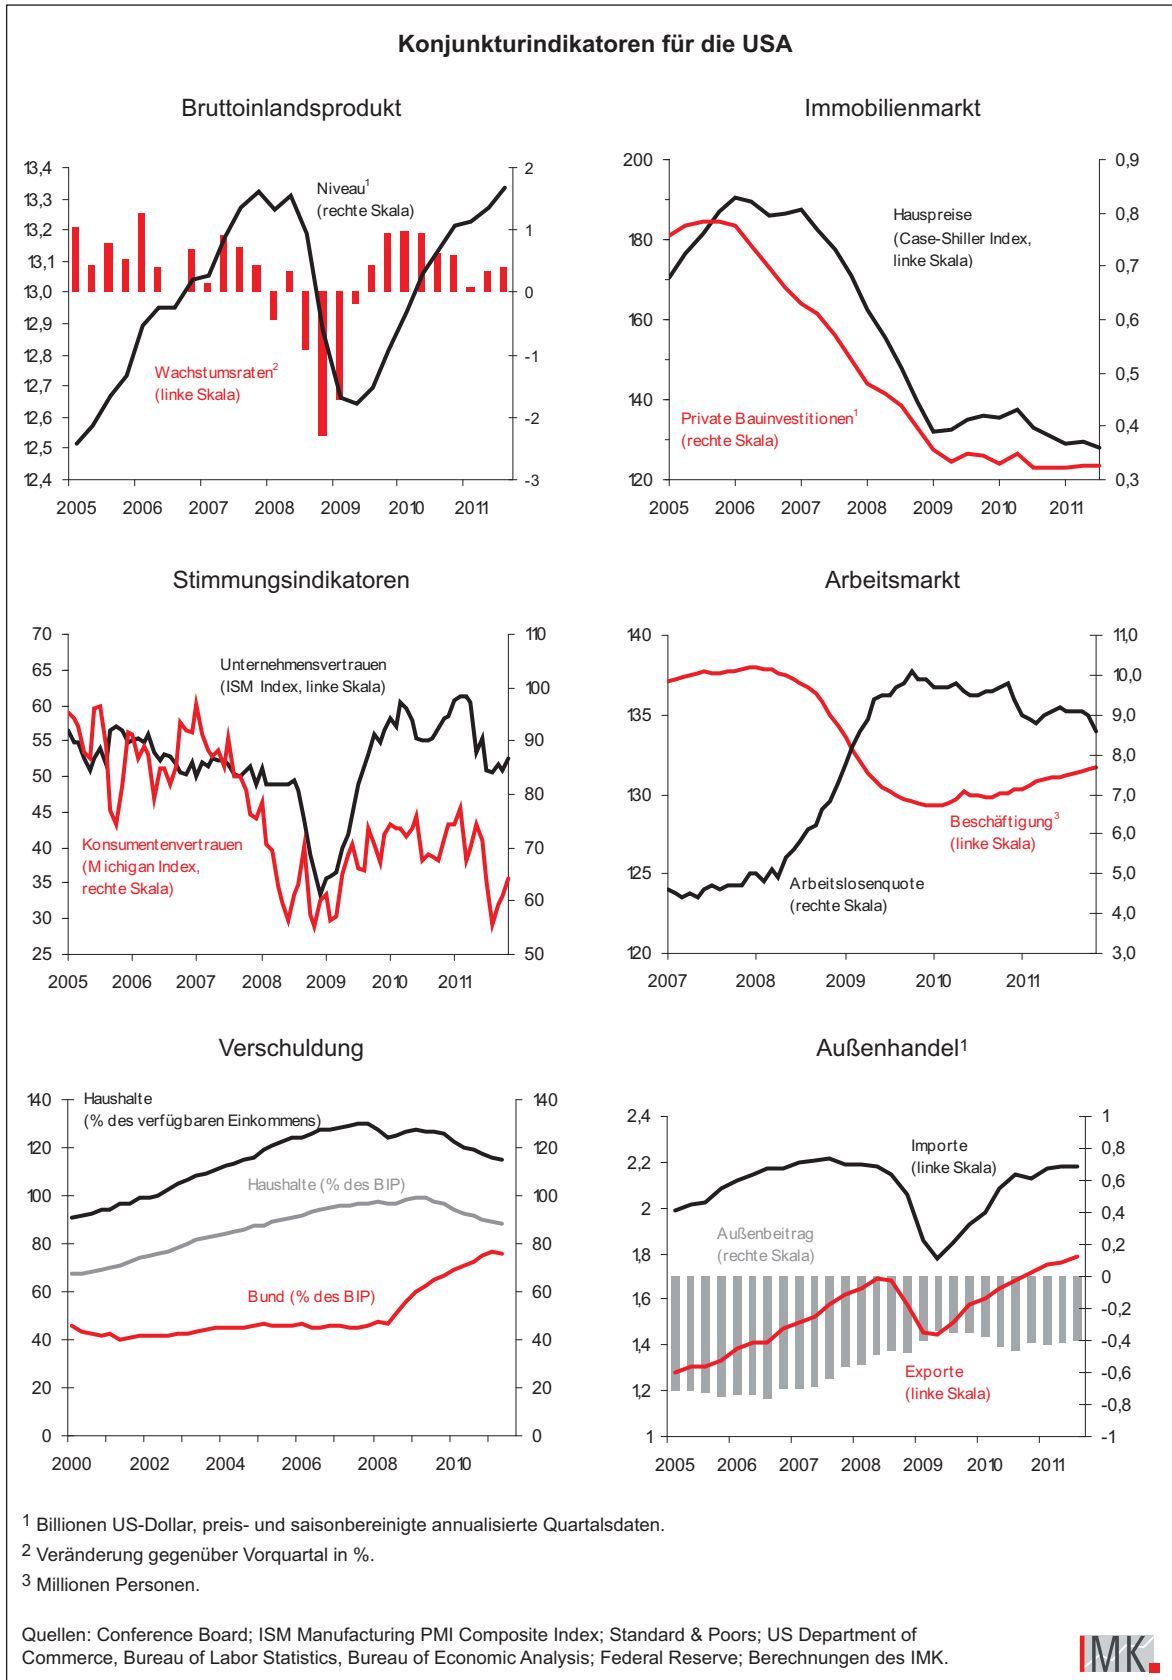 Konjunkturindikatoren für die USA
Bruttoinlandsprodukt
13,4
13,3
13,2
13,1
13,0
12,9
12,8
12,7
12,6
12,5
12,4
2
1
0
-1
-2
-3
Niveau¹
(rechte Skala)
Wachstumsraten²
(linke Skala)
2005 2006 2007 2008 2009 2010 2011
Immobilienmarkt
200
180
160
140
120
0,9
0,8
0,7
0,6
0,5
0,4
0,3
Hauspreise
(Case-Shiller Index,
linke Skala)
Private Bauinvestitionen¹
(rechte Skala)
2005 2006 2007 2008 2009 2010 2011
Stimmungsindikatoren
70
65
60
55
50
45
40
35
30
25
110
100
90
80
70
60
50
Unternehmensvertrauen
(ISM Index, linke Skala)
Konsumentenvertrauen
(Michigan Index,
rechte Skala)
2005 2006 2007 2008 2009 2010 2011
Arbeitsmarkt
140
135
130
125
120
11,0
10,0
9,0
8,0
7,0
6,0
5,0
4,0
3,0
Beschäftigung³
(linke Skala)
Arbeitslosenquote
(rechte Skala)
2007 2008 2009 2010 2011
Verschuldung
140
120
100
80
60
40
20
0
140
120
100
80
60
40
20
0
Haushalte
(% des verfügbaren Einkommens)
Haushalte (% des BIP)
Bund (% des BIP)
2000 2002 2004 2006 2008 2010
Außenhandel¹
2,4
2,2
2
1,8
1,6
1,4
1,2
1
1
0,8
0,6
0,4
0,2
0
-0,2
-0,4
-0,6
-0,8
-1
Importe
(linke Skala)
Außenbeitrag
(rechte Skala)
Exporte
(linke Skala)
2005 2006 2007 2008 2009 2010 2011
¹ Billionen US-Dollar, preis- und saisonbereinigte annualisierte Quartalsdaten.
² Veränderung gegenüber Vorquartal in %.
³ Millionen Personen.
Quellen: Conference Board; ISM Manufacturing PMI Composite Index; Standard & Poors; US Department of
Commerce, Bureau of Labor Statistics, Bureau of Economic Analysis; Federal Reserve; Berechnungen des IMK.
IMK